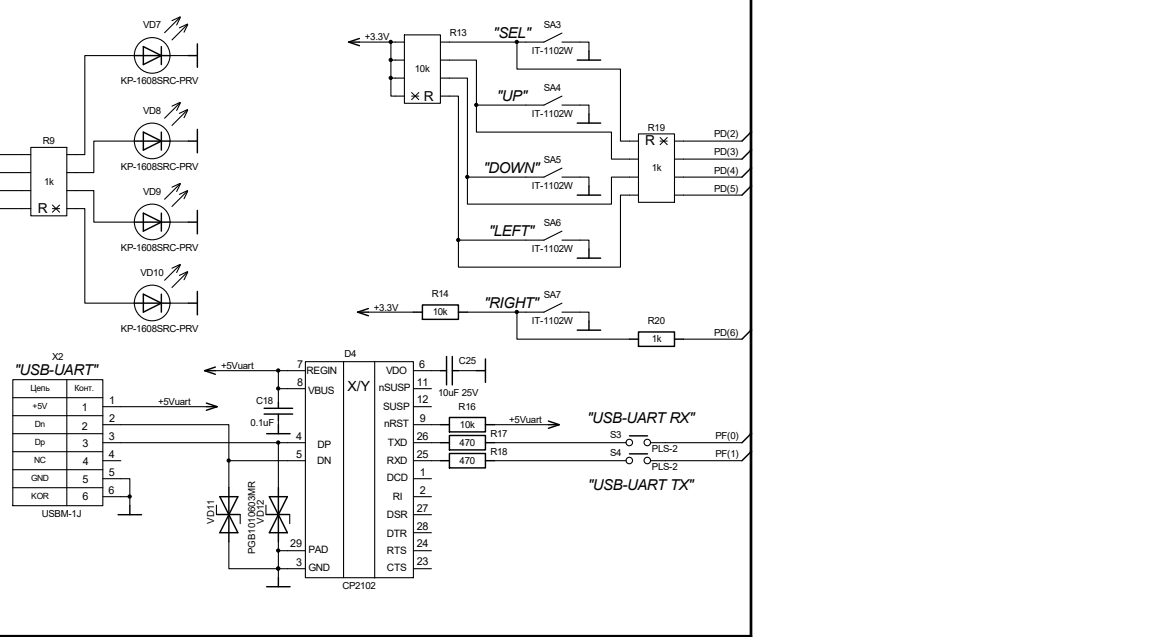 VD7
KP-1608SRC-PRV
VD8
KP-1608SRC-PRV
R9
1k
R
VD9
KP-1608SRC-PRV
VD10
KP-1608SRC-PRV
+3.3V
R13
10k
R
"SEL"
SA3
IT-1102W
"UP"
SA4
IT-1102W
"DOWN"
SA5
IT-1102W
"LEFT"
SA6
IT-1102W
R19
R
1k
PD(2)
PD(3)
PD(4)
PD(5)
+3.3V
R14
10k
"RIGHT"
SA7
IT-1102W
R20
1k
PD(6)
X2
"USB-UART"
Цепь Конт.
+5V 1 1
Dn 2 2
Dp 3 3
NC 4 4
GND 5 5
KOR 6 6
USBM-1J
+5Vuart
+5Vuart
C18
0.1uF
VD11
PGB1010603MR
VD12
D4
X/Y
7 REGIN
8 VBUS
4 DP
5 DN
29 PAD
3 GND
VDO 6
nSUSP 11
SUSP 12
nRST 9
TXD 26
RXD 25
DCD 1
RI 2
DSR 27
DTR 28
RTS 24
CTS 23
CP2102
C25
10uF 25V
R16
10k
+5Vuart
R17
470
R18
470
"USB-UART RX"
S3
PLS-2
PF(0)
S4
PLS-2
PF(1)
"USB-UART TX"